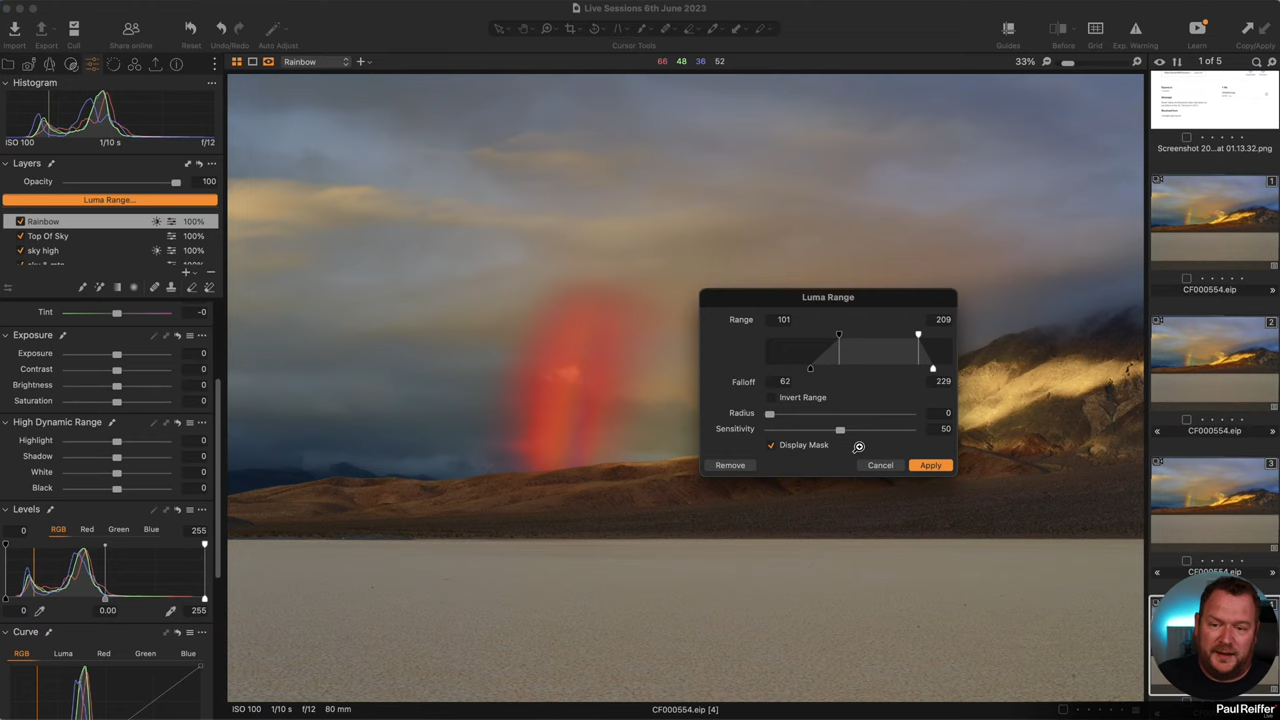 Live Sessions 6th June 2023
Import
Export
Cull
Share online
Reset
Undo/Redo
Auto Adjust
Cursor Tools
Guides
Before
Grid
Exp. Warning
Learn
Copy/Apply
Rainbow
66 48 36 52
33%
1 of 5
Histogram
ISO 100 1/10 s f/12
Layers
Opacity 100
Luma Range...
Rainbow 100%
Top Of Sky 100%
sky high 100%
Tint -0
Exposure
Exposure 0
Contrast 0
Brightness 0
Saturation 0
High Dynamic Range
Highlight 0
Shadow 0
White 0
Black 0
Levels
0 RGB Red Green Blue 255
0 0.00 255
Curve
RGB Luma Red Green Blue
Luma Range
Range 101 209
Falloff 62 229
Invert Range
Radius 0
Sensitivity 50
Display Mask
Remove
Cancel
Apply
Screenshot 20...at 01.13.32.png
1
CF000554.eip
2
CF000554.eip
3
CF000554.eip
ISO 100 1/10 s f/12 80 mm
CF000554.eip [4]
Paul Reiffer Live